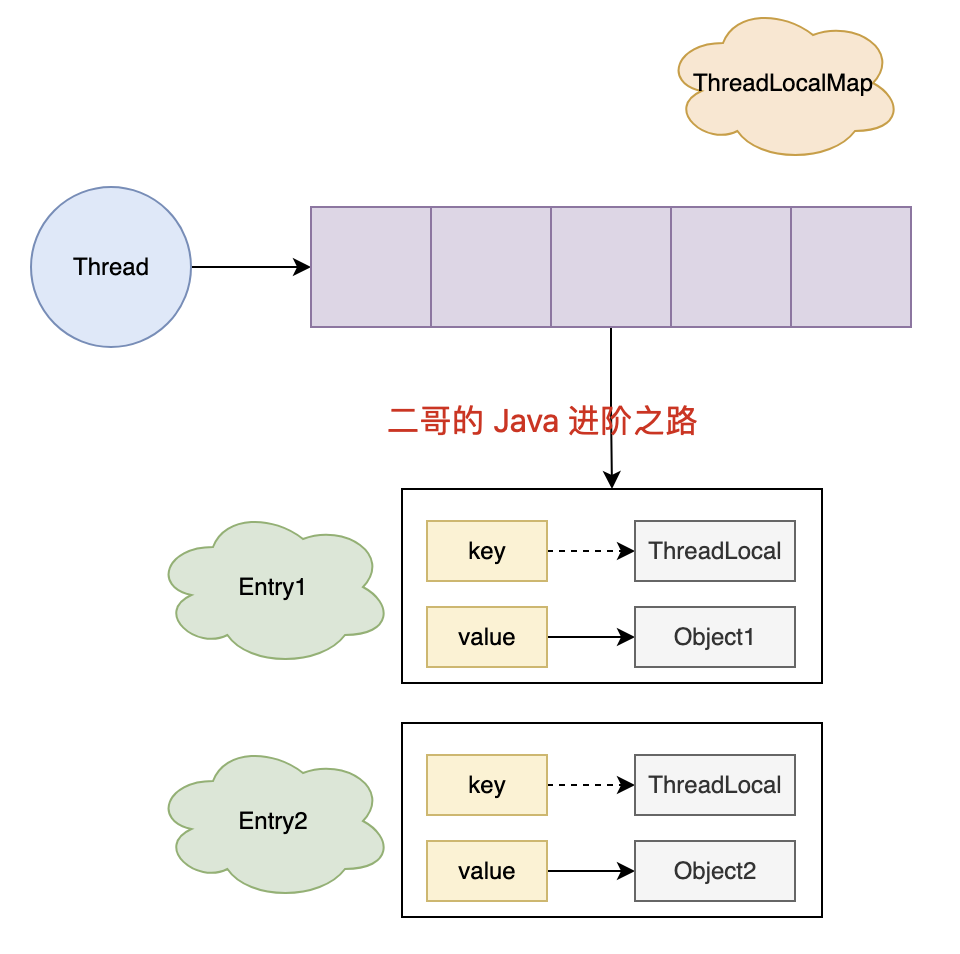 ThreadLocalMap
Thread
二哥的 Java 进阶之路
Entry1
key
ThreadLocal
value
Object1
Entry2
key
ThreadLocal
value
Object2